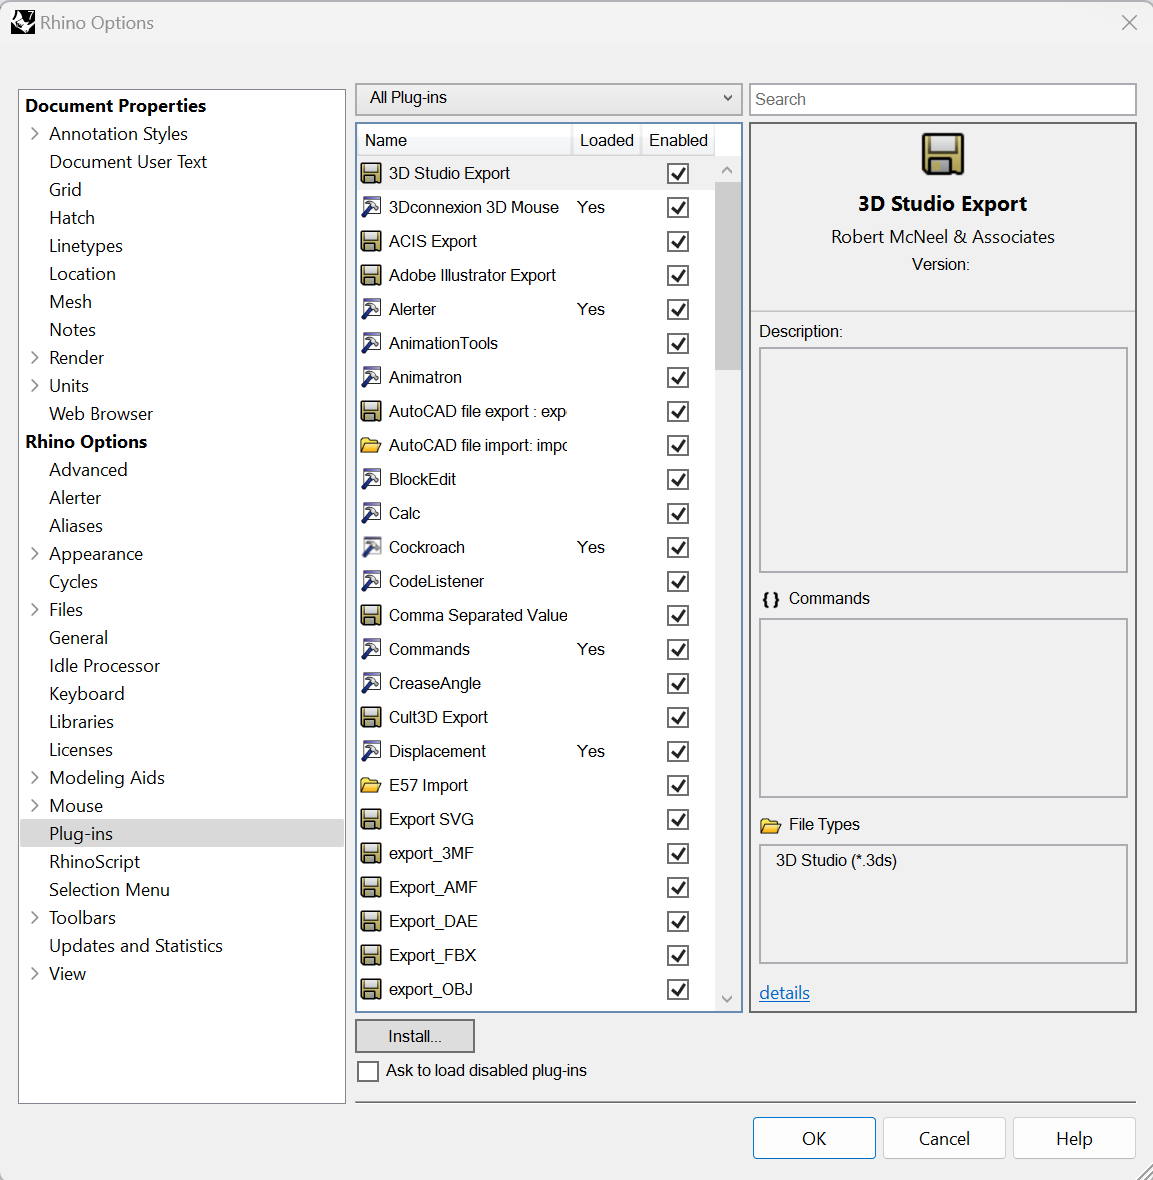 Rhino Options
Document Properties
Annotation Styles
Document User Text
Grid
Hatch
Linetypes
Location
Mesh
Notes
Render
Units
Web Browser
Rhino Options
Advanced
Alerter
Aliases
Appearance
Cycles
Files
General
Idle Processor
Keyboard
Libraries
Licenses
Modeling Aids
Mouse
Plug-ins
RhinoScript
Selection Menu
Toolbars
Updates and Statistics
View
All Plug-ins
Name Loaded Enabled
3D Studio Export
3Dconnexion 3D Mouse Yes
ACIS Export
Adobe Illustrator Export
Alerter Yes
AnimationTools
Animatron
AutoCAD file export : exp
AutoCAD file import: impo
BlockEdit
Calc
Cockroach Yes
CodeListener
Comma Separated Value
Commands Yes
CreaseAngle
Cult3D Export
Displacement Yes
E57 Import
Export SVG
export_3MF
Export_AMF
Export_DAE
Export_FBX
export_OBJ
Install...
Ask to load disabled plug-ins
Search
3D Studio Export
Robert McNeel & Associates
Version:
Description:
{ } Commands
File Types
3D Studio (*.3ds)
details
OK Cancel Help